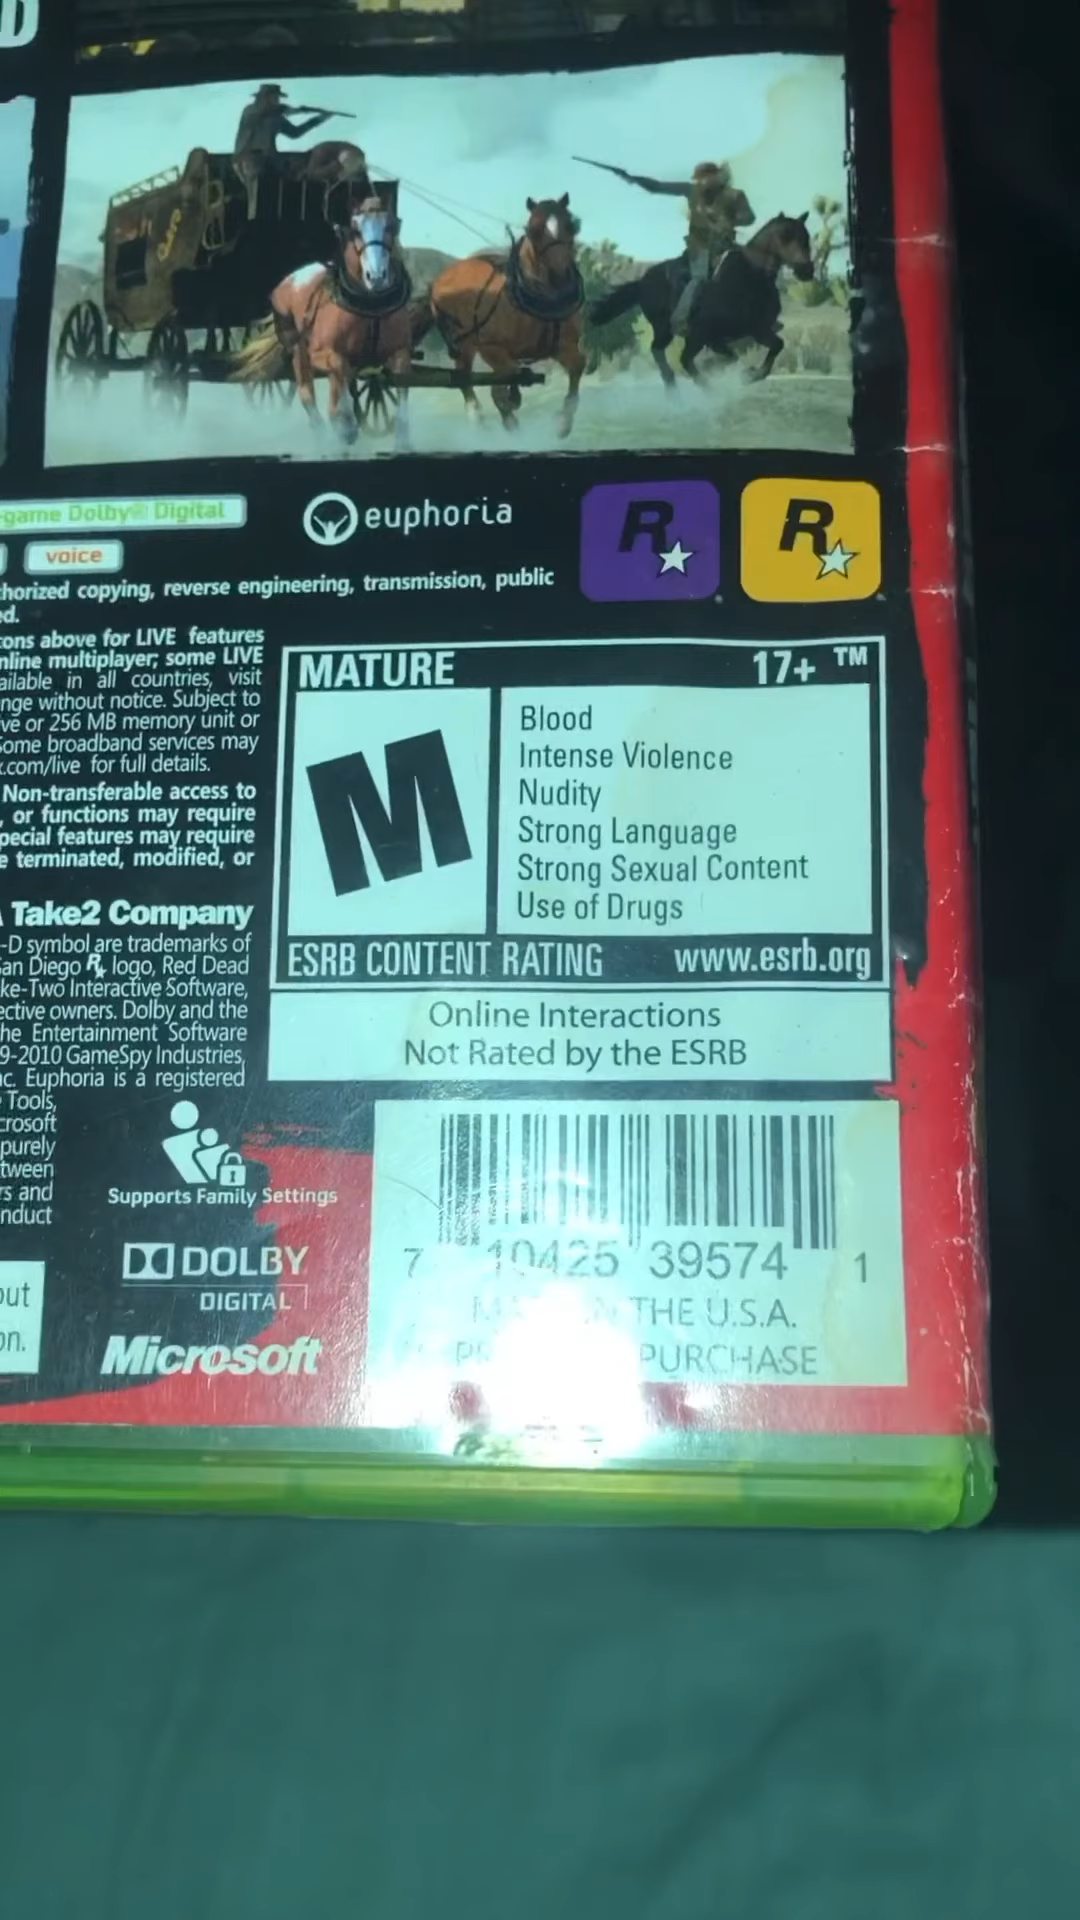 -game Dolby® Digital
euphoria
voice
R
R
horized copying, reverse engineering, transmission, public
ed.
ons above for LIVE features
nline multiplayer; some LIVE
ailable in all countries, visit
nge without notice. Subject to
ve or 256 MB memory unit or
ome broadband services may
.com/live for full details.
Non-transferable access to
, or functions may require
pecial features may require
e terminated, modified, or
Take2 Company
-D symbol are trademarks of
an Diego R logo, Red Dead
ke-Two Interactive Software,
ective owners. Dolby and the
he Entertainment Software
9-2010 GameSpy Industries,
c. Euphoria is a registered
Tools,
crosoft
purely
tween
rs and
nduct
out
on.
MATURE 17+ ™
M
Blood
Intense Violence
Nudity
Strong Language
Strong Sexual Content
Use of Drugs
ESRB CONTENT RATING www.esrb.org
Online Interactions
Not Rated by the ESRB
Supports Family Settings
DOLBY
DIGITAL
Microsoft
7 10425 39574 1
THE U.S.A.
PURCHASE